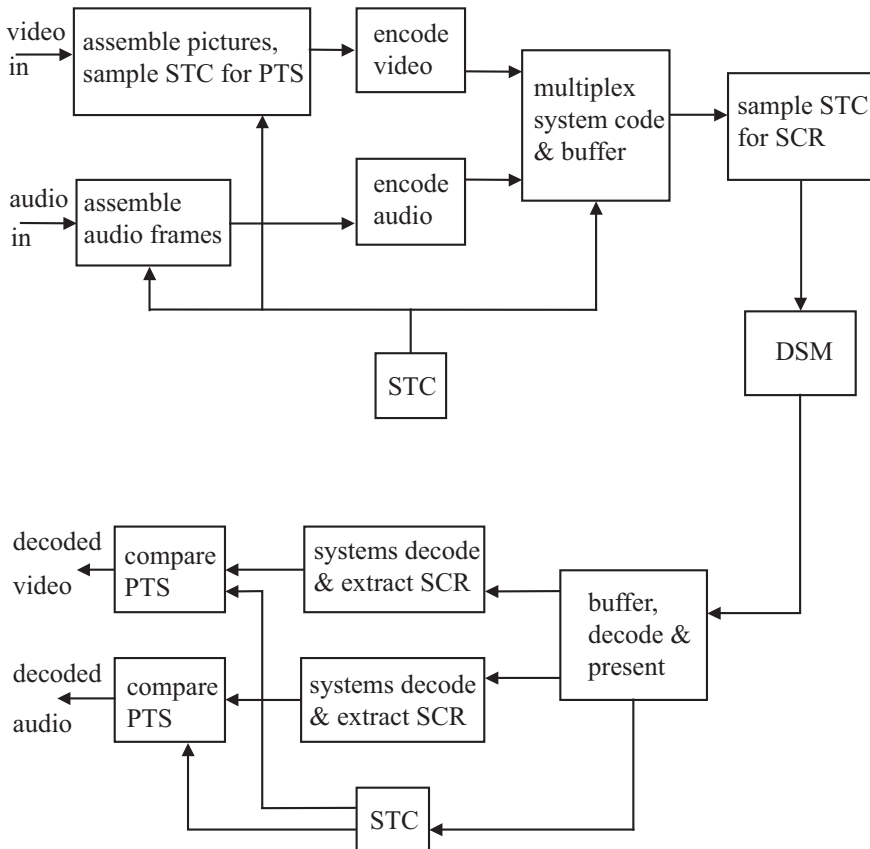 video
in
assemble pictures,
sample STC for PTS
encode
video
multiplex
system code
& buffer
sample STC
for SCR
audio
in
assemble
audio frames
encode
audio
STC
DSM
decoded
video
compare
PTS
systems decode
& extract SCR
buffer,
decode &
present
decoded
audio
compare
PTS
systems decode
& extract SCR
STC